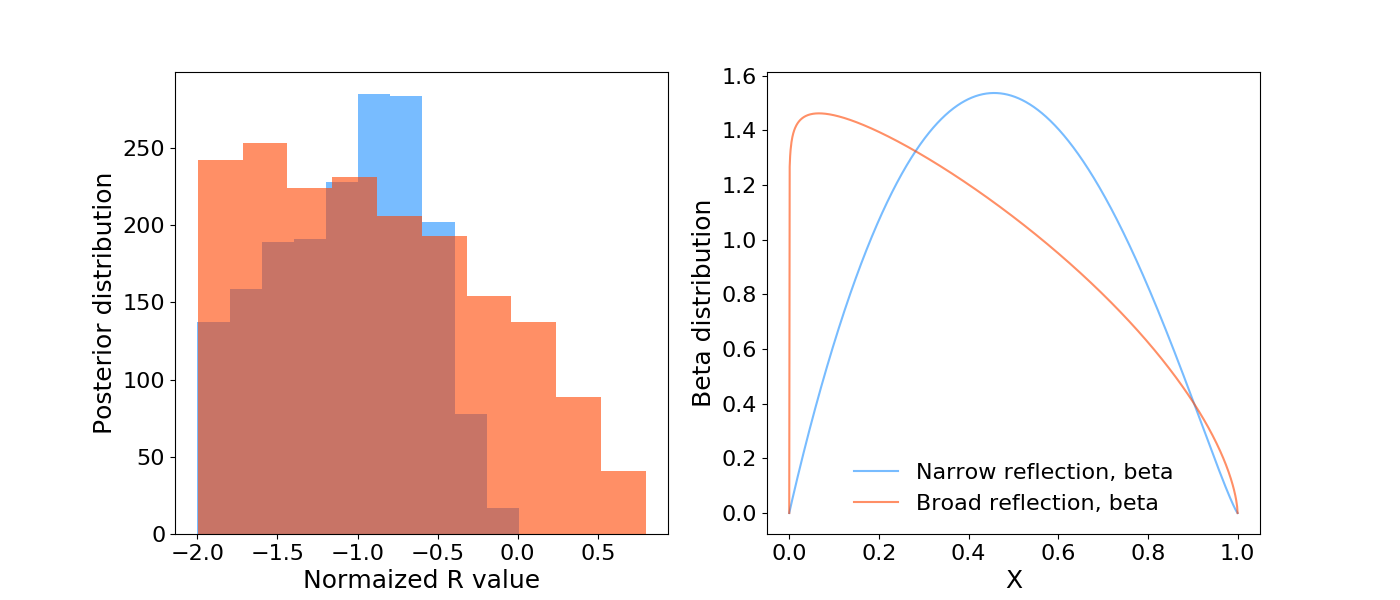 Posterior distribution
250
200
150
100
50
0
−2.0 −1.5 −1.0 −0.5 0.0 0.5
Normaized R value
Beta distribution
1.6
1.4
1.2
1.0
0.8
0.6
0.4
0.2
0.0
Narrow reflection, beta
Broad reflection, beta
0.0 0.2 0.4 0.6 0.8 1.0
X